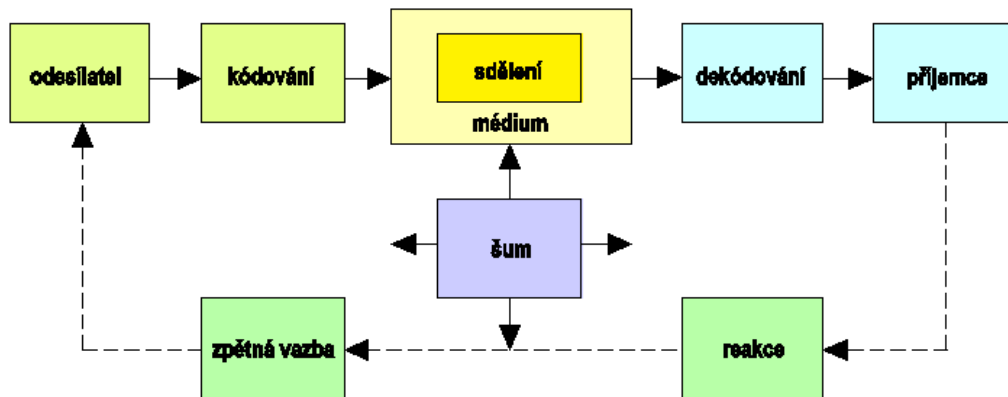 odesílatel
kódování
sdělení
médium
dekódování
příjemce
šum
zpětná vazba
reakce